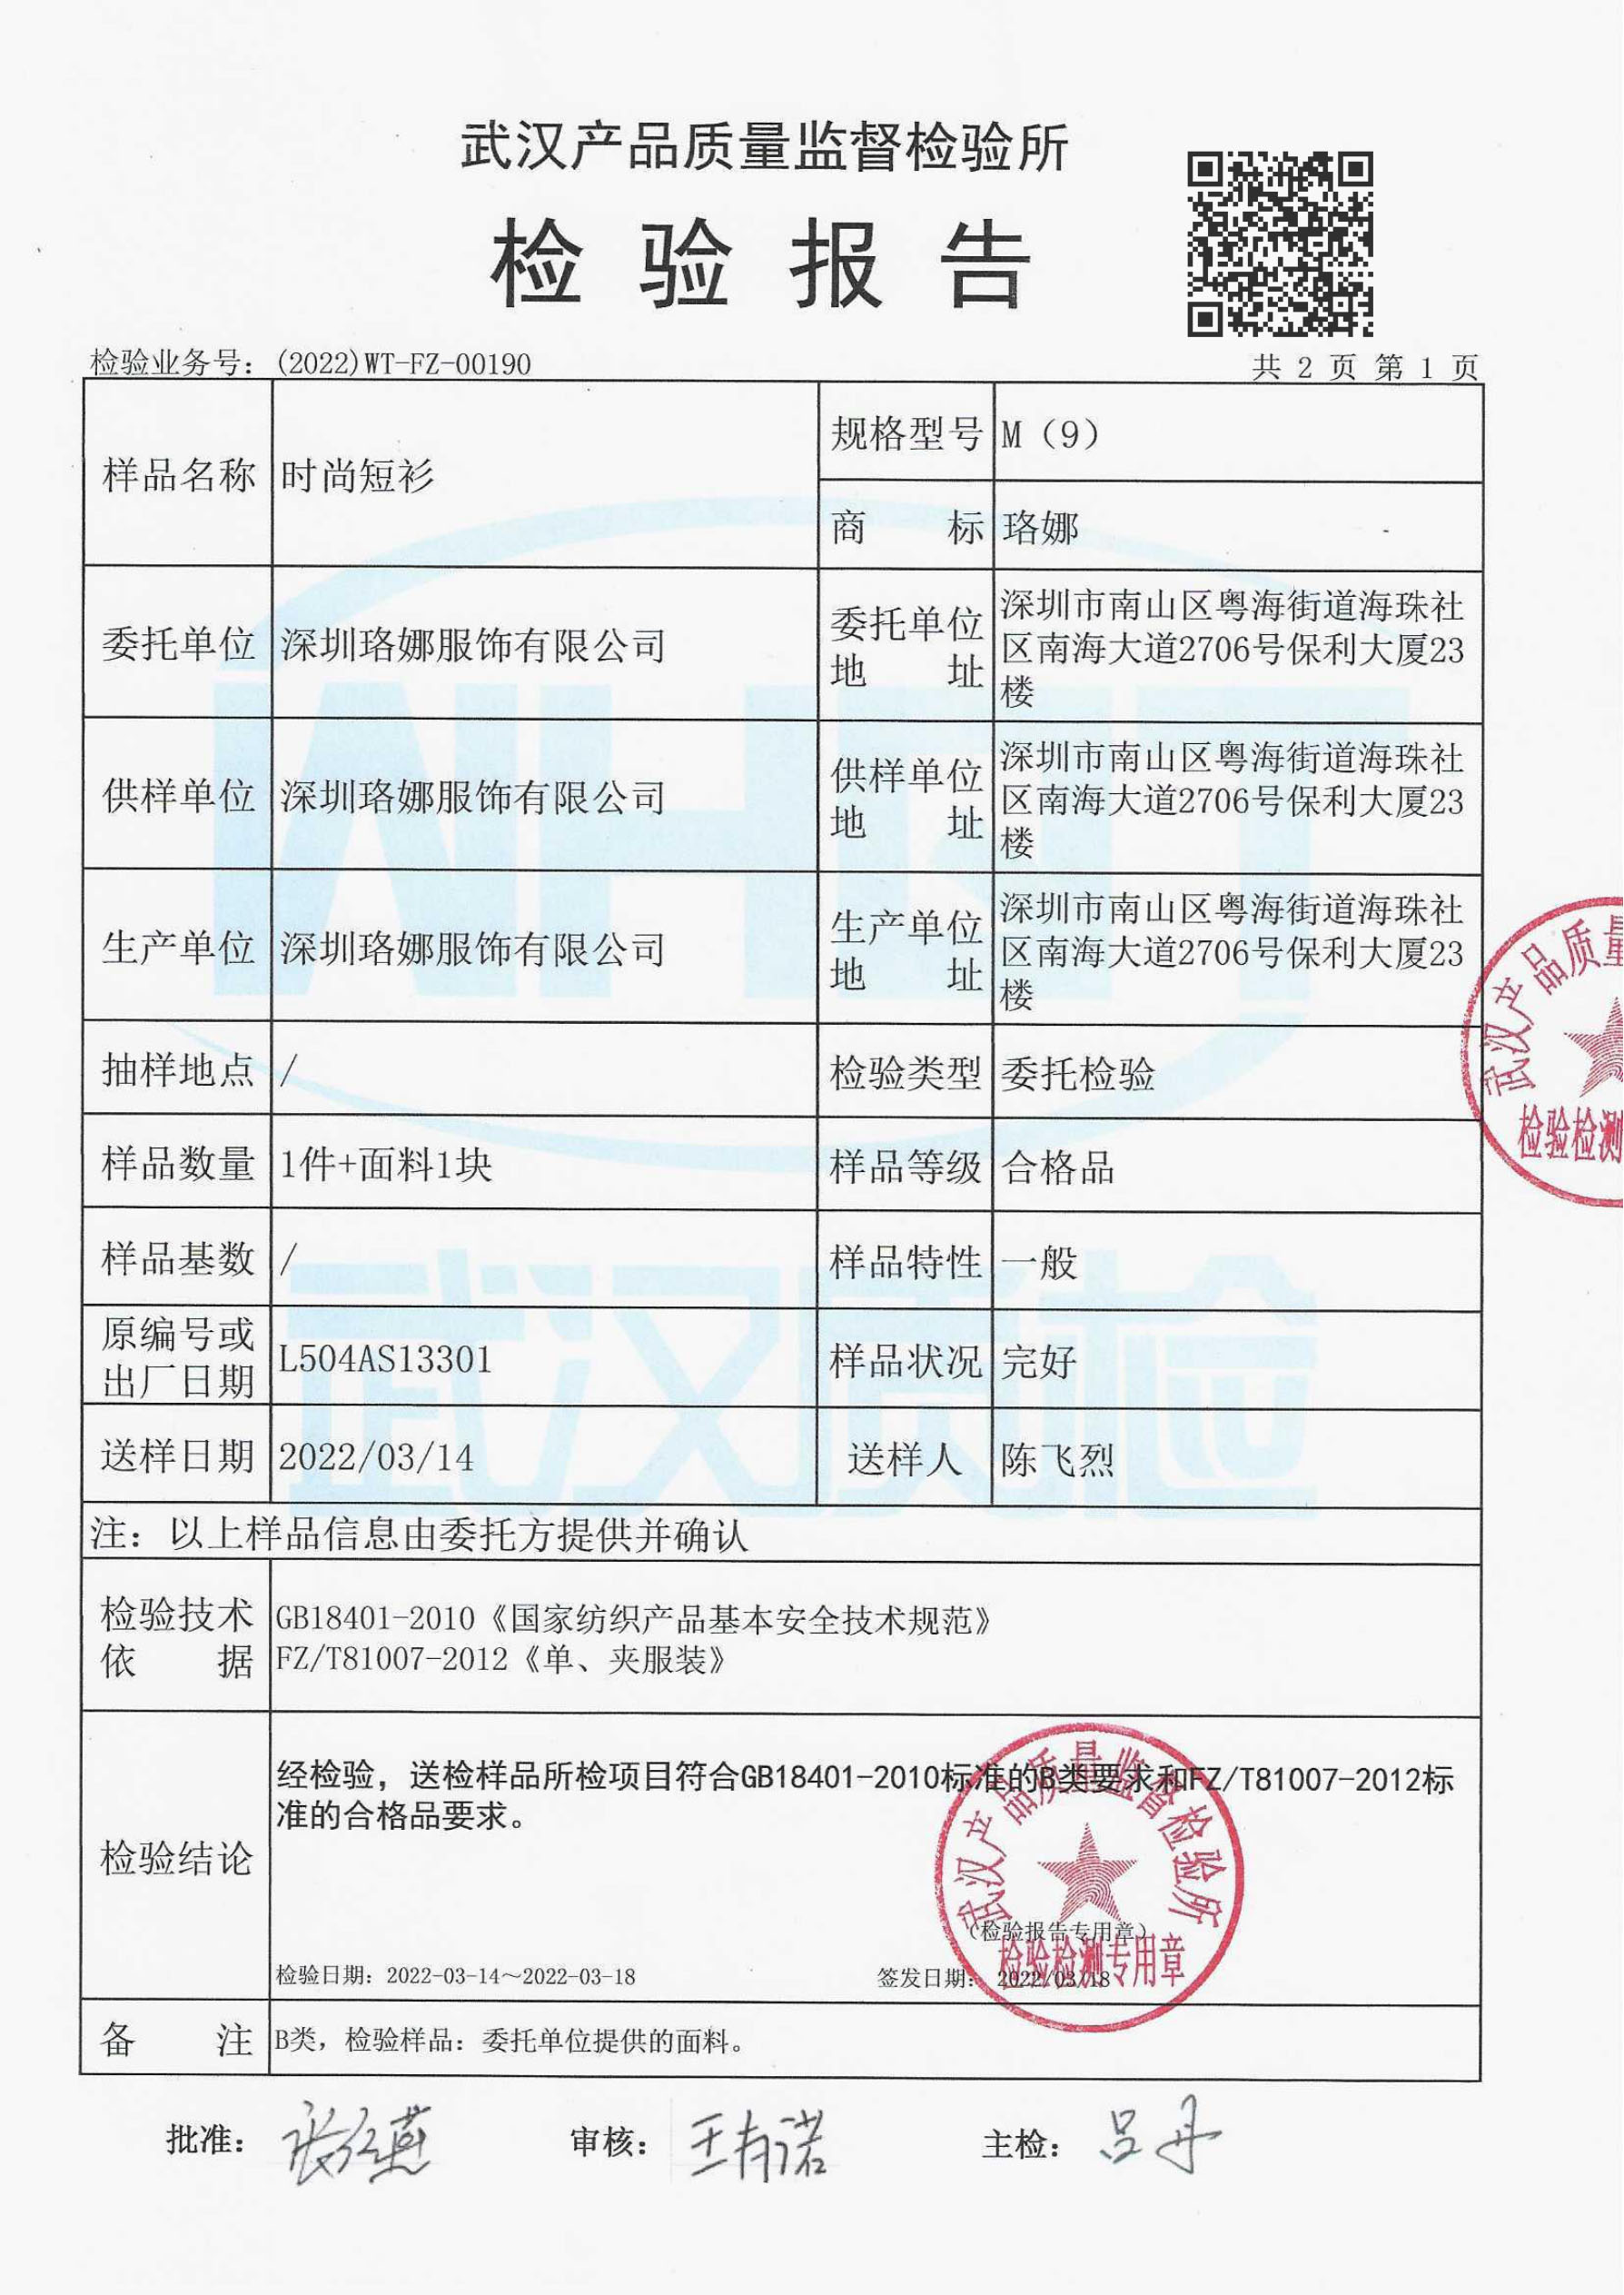 武汉产品质量监督检验所
检验报告
检验业务号：(2022)WT-FZ-00190
共 2 页 第 1 页
样品名称 时尚短衫
规格型号 M（9）
商标 珞娜
委托单位 深圳珞娜服饰有限公司
委托单位地址 深圳市南山区粤海街道海珠社
区南海大道2706号保利大厦23
楼
供样单位 深圳珞娜服饰有限公司
供样单位地址 深圳市南山区粤海街道海珠社
区南海大道2706号保利大厦23
楼
生产单位 深圳珞娜服饰有限公司
生产单位地址 深圳市南山区粤海街道海珠社
区南海大道2706号保利大厦23
楼
抽样地点 / 检验类型 委托检验
样品数量 1件+面料1块 样品等级 合格品
样品基数 / 样品特性 一般
原编号或
出厂日期 L504AS13301 样品状况 完好
送样日期 2022/03/14 送样人 陈飞烈
注：以上样品信息由委托方提供并确认
检验技术
依据
GB18401-2010《国家纺织产品基本安全技术规范》
FZ/T81007-2012《单、夹服装》
检验结论
经检验，送检样品所检项目符合GB18401-2010标准的B类要求和FZ/T81007-2012标
准的合格品要求。
（检验报告专用章）
检验日期：2022-03-14～2022-03-18 签发日期：2022/03/18
武汉产品质量监督检验所
检验检测专用章
武汉产品质量
检验检测
备注 B类，检验样品：委托单位提供的面料。
批准： 审核：王有诺 主检：吕丹
武汉质检